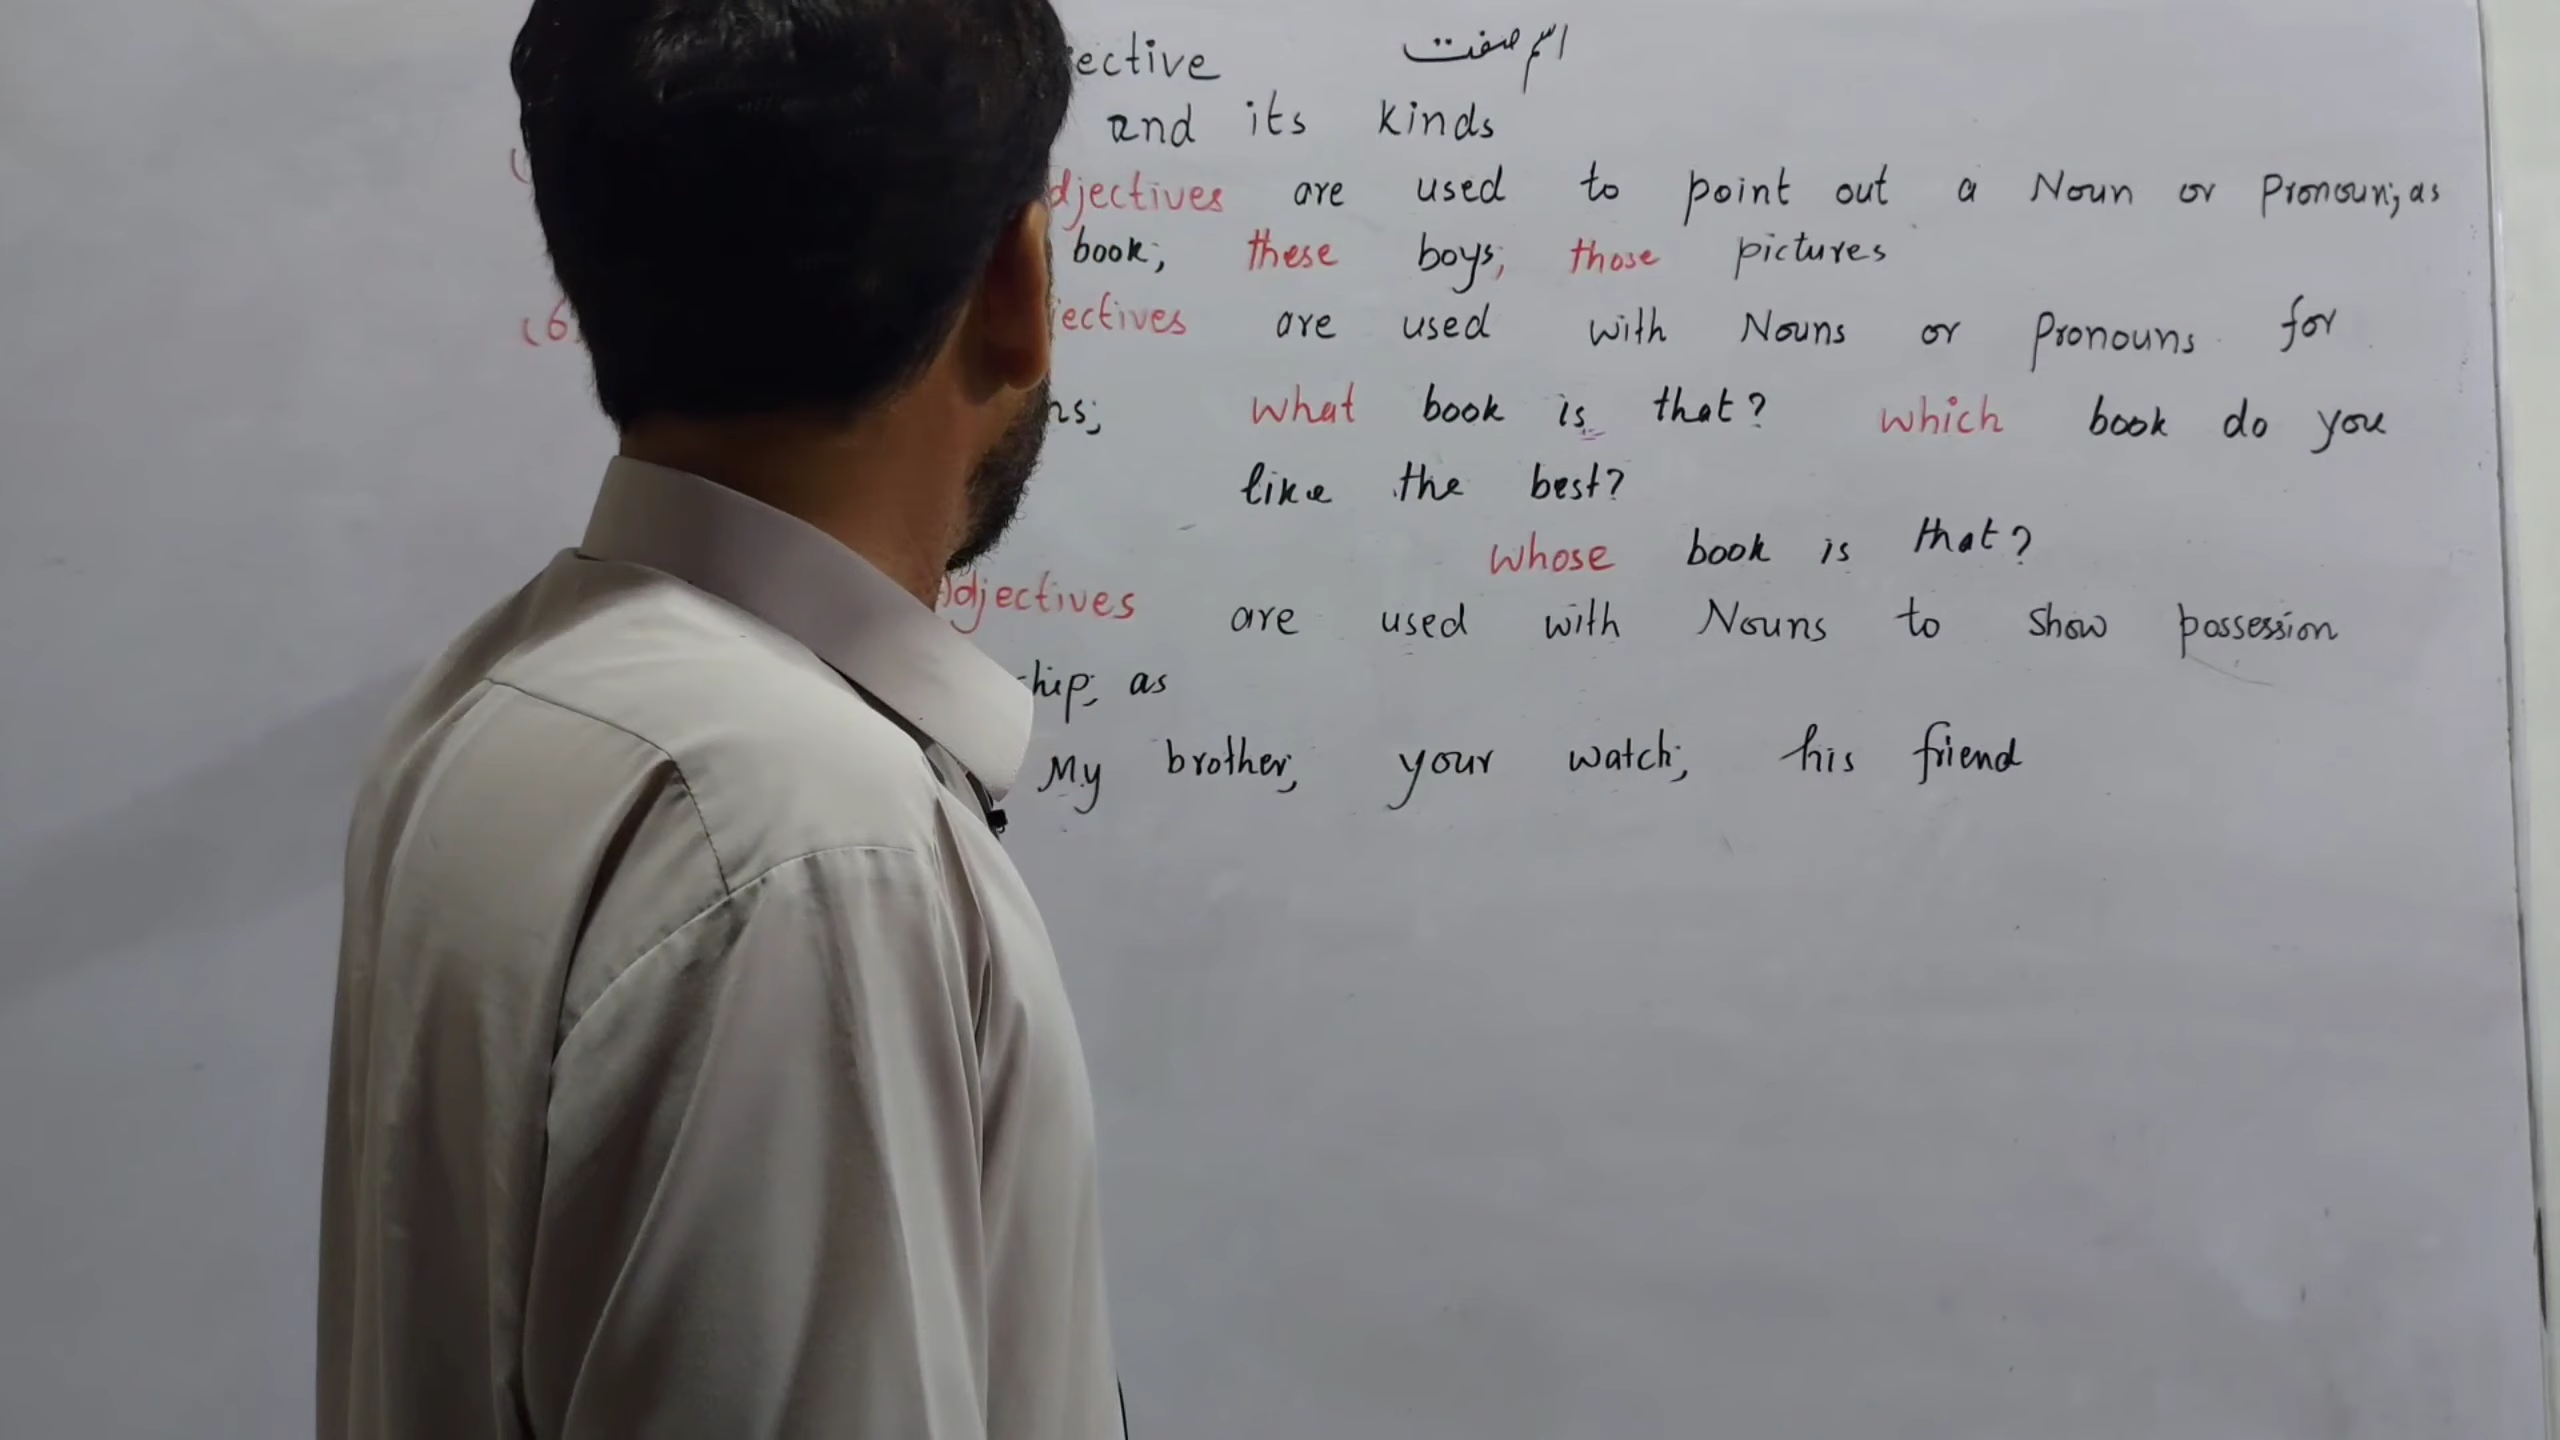 ective اسم صفت
and its kinds
djectives are used to point out a Noun or Pronoun; as
book; these boys; those pictures
(6 ectives are used with Nouns or Pronouns for
ns; what book is that? which book do you
like the best?
whose book is that?
Adjectives are used with Nouns to show possession
hip; as
My brother; your watch; his friend